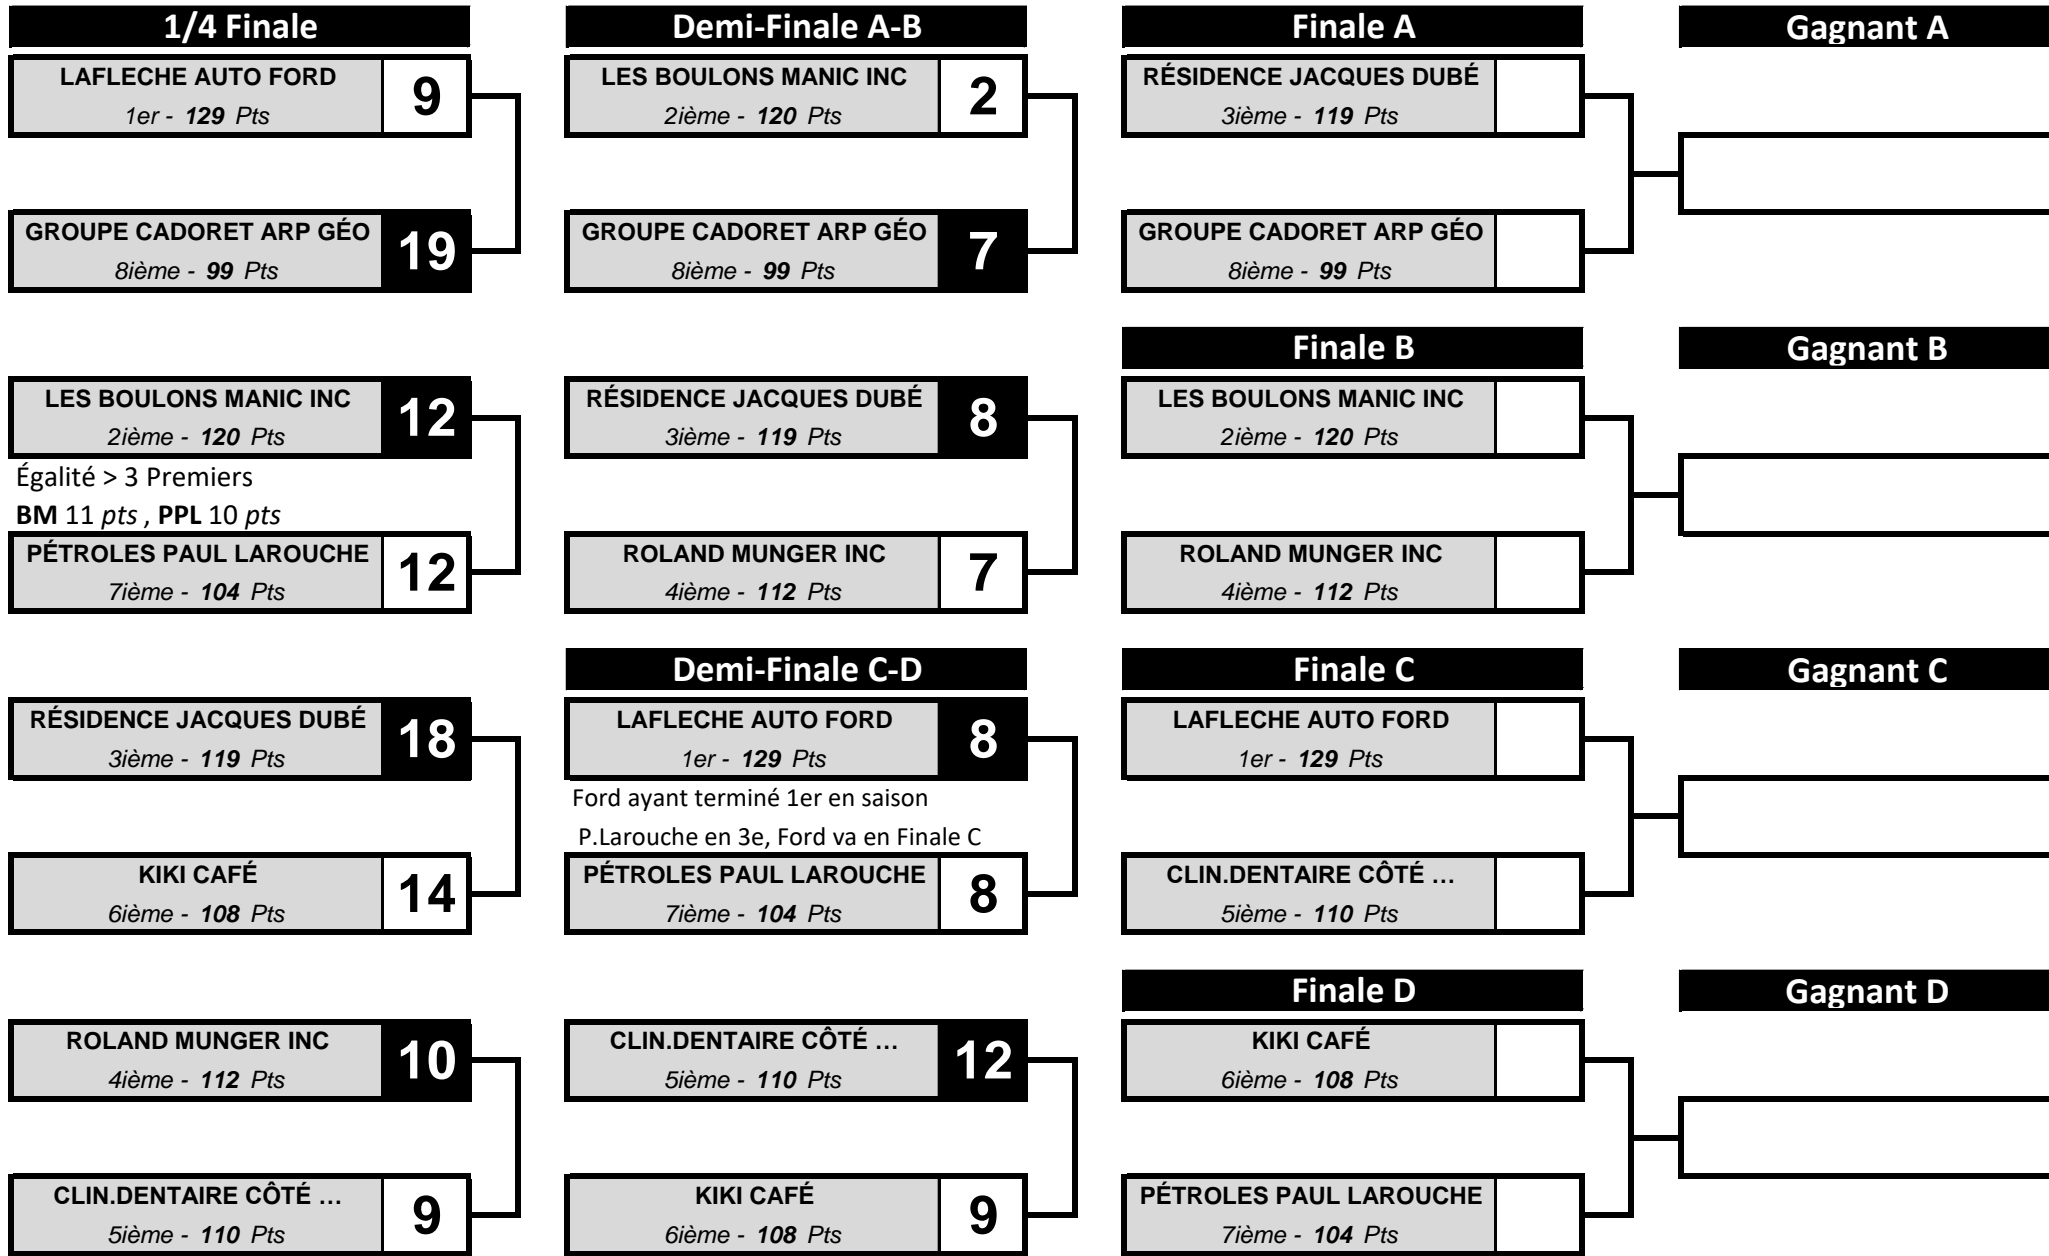 1/4 Finale
LAFLECHE AUTO FORD
1er - 129 Pts
9
GROUPE CADORET ARP GÉO
8ième - 99 Pts
19
LES BOULONS MANIC INC
2ième - 120 Pts
12
Égalité > 3 Premiers
BM 11 pts , PPL 10 pts
PÉTROLES PAUL LAROUCHE
7ième - 104 Pts
12
RÉSIDENCE JACQUES DUBÉ
3ième - 119 Pts
18
KIKI CAFÉ
6ième - 108 Pts
14
ROLAND MUNGER INC
4ième - 112 Pts
10
CLIN.DENTAIRE CÔTÉ …
5ième - 110 Pts
9
Demi-Finale A-B
LES BOULONS MANIC INC
2ième - 120 Pts
2
GROUPE CADORET ARP GÉO
8ième - 99 Pts
7
RÉSIDENCE JACQUES DUBÉ
3ième - 119 Pts
8
ROLAND MUNGER INC
4ième - 112 Pts
7
Demi-Finale C-D
LAFLECHE AUTO FORD
1er - 129 Pts
8
Ford ayant terminé 1er en saison
P.Larouche en 3e, Ford va en Finale C
PÉTROLES PAUL LAROUCHE
7ième - 104 Pts
8
CLIN.DENTAIRE CÔTÉ …
5ième - 110 Pts
12
KIKI CAFÉ
6ième - 108 Pts
9
Finale A
RÉSIDENCE JACQUES DUBÉ
3ième - 119 Pts
GROUPE CADORET ARP GÉO
8ième - 99 Pts
Finale B
LES BOULONS MANIC INC
2ième - 120 Pts
ROLAND MUNGER INC
4ième - 112 Pts
Finale C
LAFLECHE AUTO FORD
1er - 129 Pts
CLIN.DENTAIRE CÔTÉ …
5ième - 110 Pts
Finale D
KIKI CAFÉ
6ième - 108 Pts
PÉTROLES PAUL LAROUCHE
7ième - 104 Pts
Gagnant A
Gagnant B
Gagnant C
Gagnant D